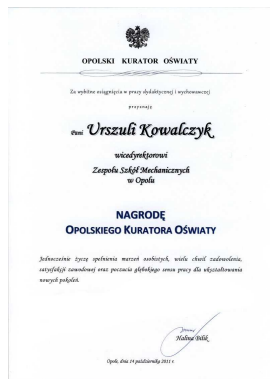 OPOLSKI KURATOR OŚWIATY
Za wybitne osiągnięcia w pracy dydaktycznej i wychowawczej
przyznaję
Pani Urszuli Kowalczyk
wicedyrektorowi
Zespołu Szkół Mechanicznych
w Opolu
NAGRODĘ
OPOLSKIEGO KURATORA OŚWIATY
Jednocześnie życzę spełnienia marzeń osobistych, wielu chwil zadowolenia,
satysfakcji zawodowej oraz poczucia głębokiego sensu pracy dla ukształtowania
nowych pokoleń.
Halina Bilik
Opole, dnia 14 października 2011 r.